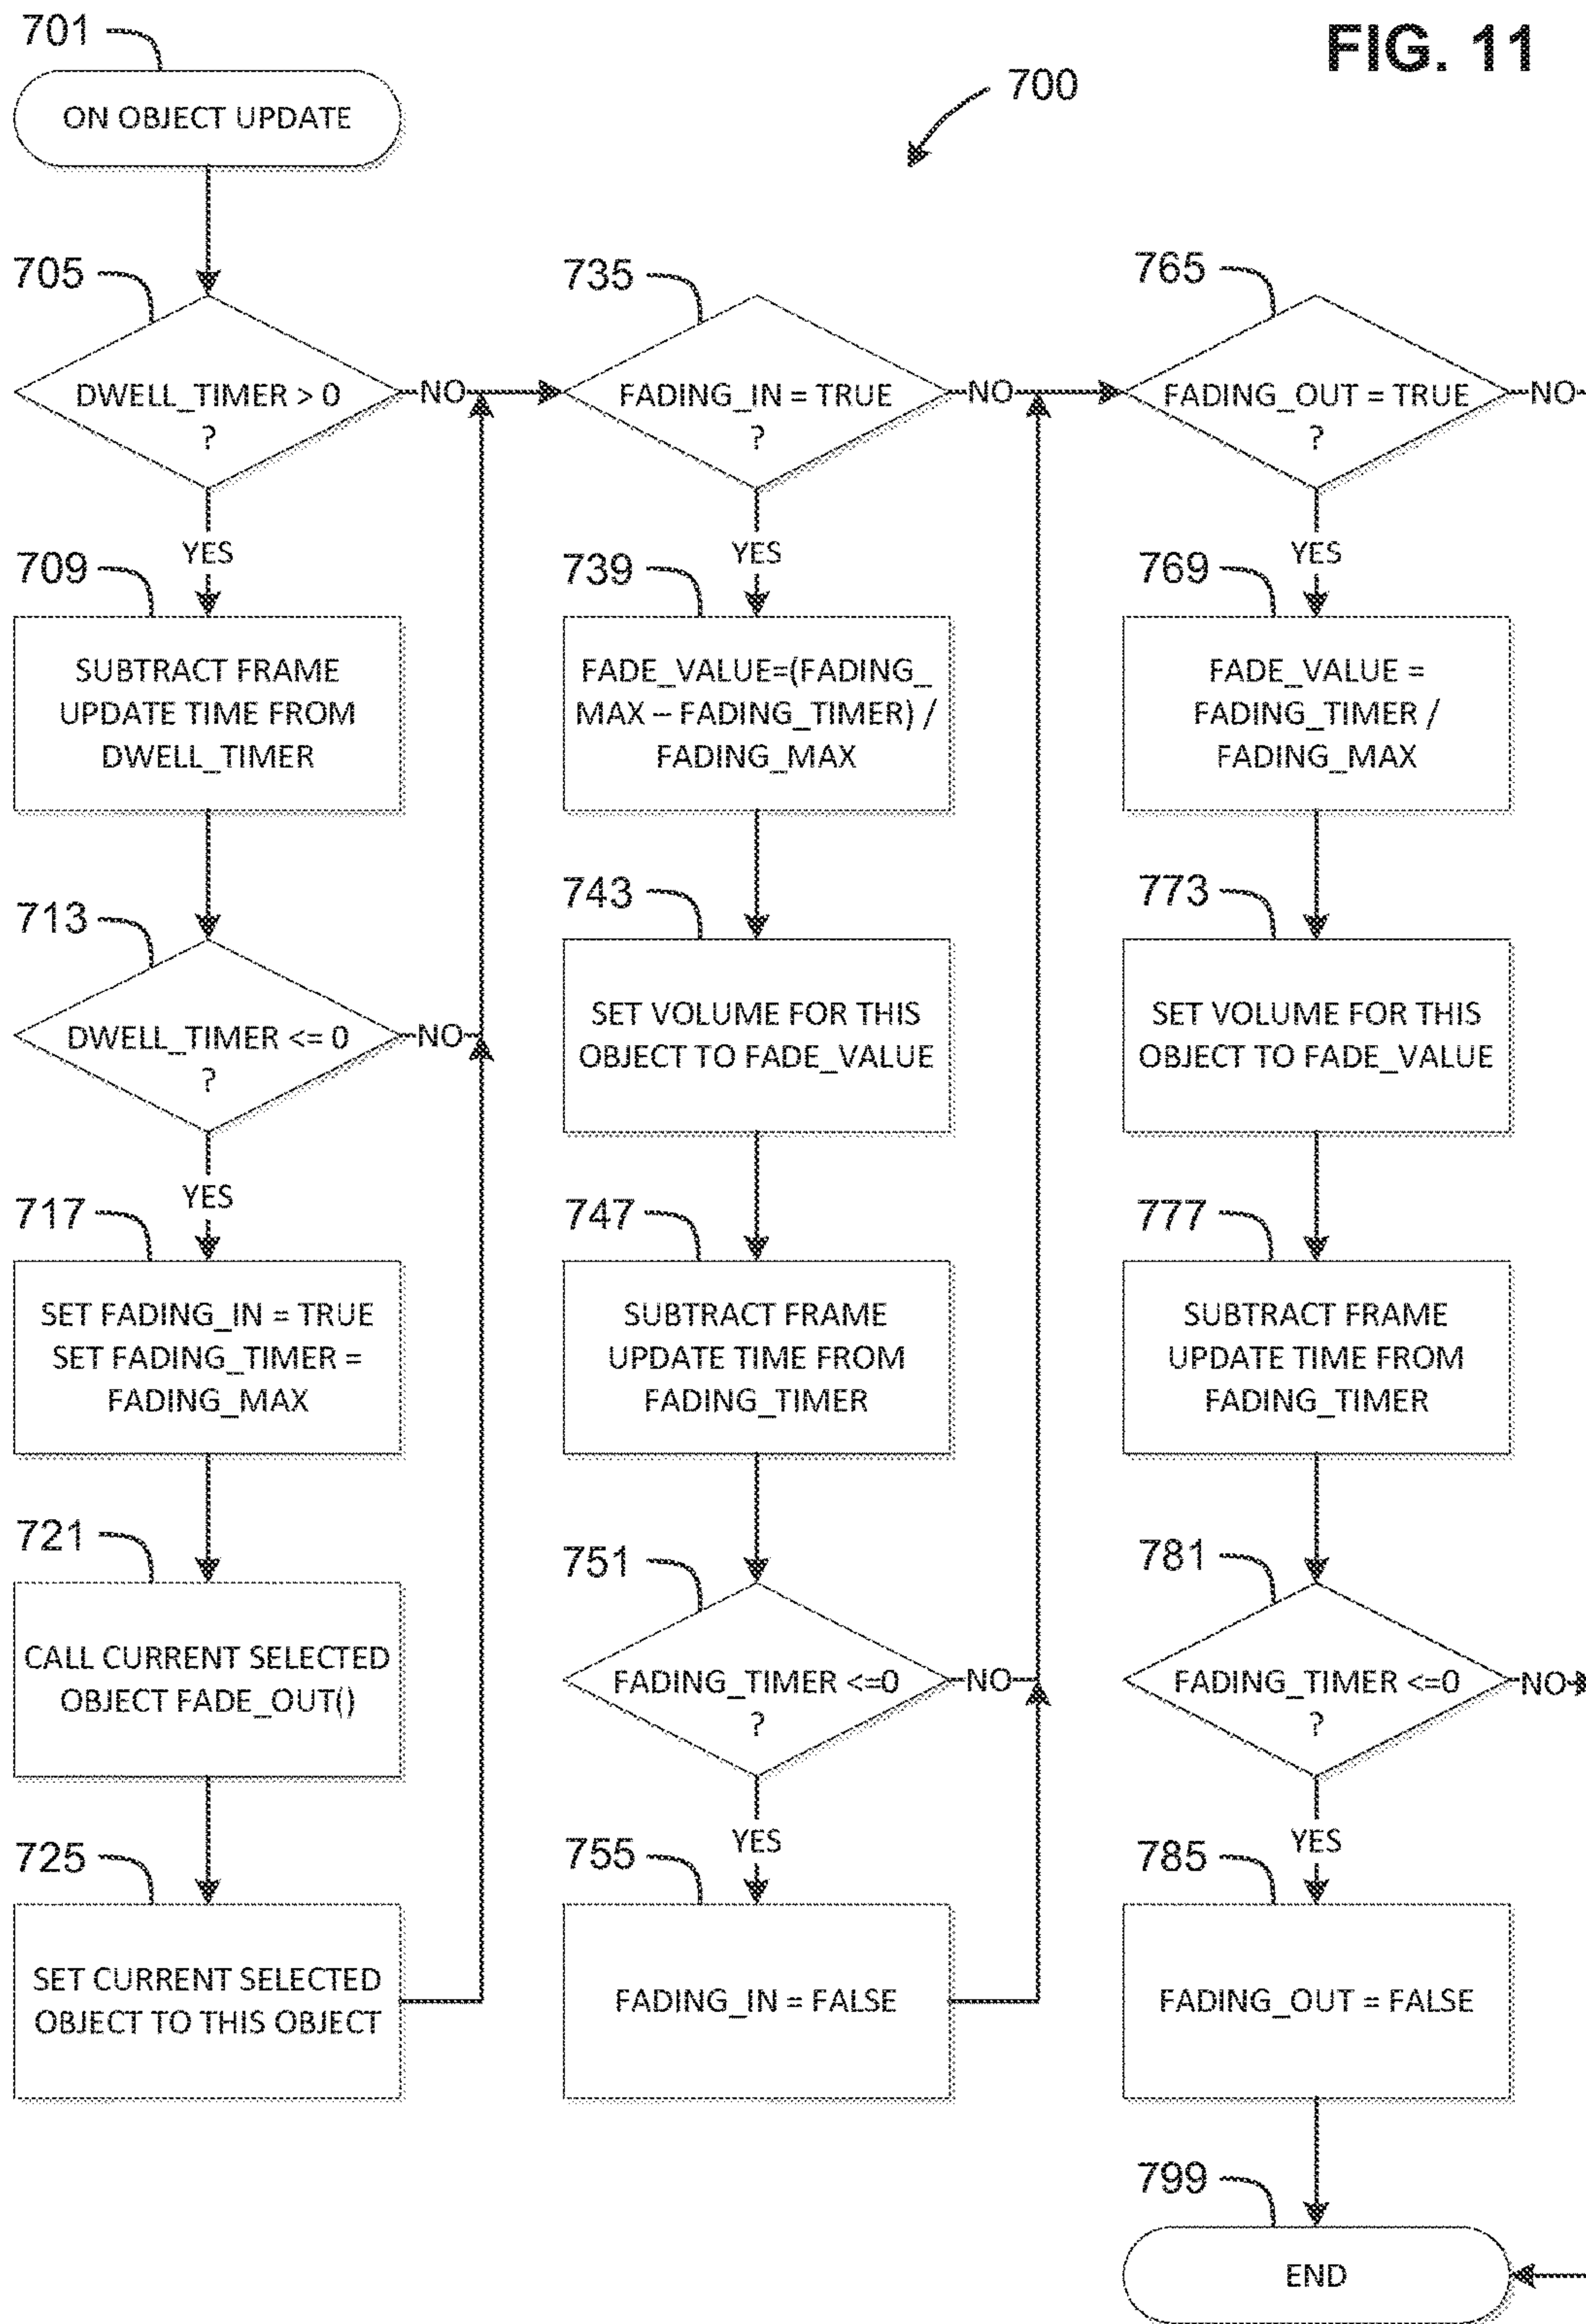 FIG. 11
700
701
ON OBJECT UPDATE
705
DWELL_TIMER > 0
?
NO
YES
709
SUBTRACT FRAME
UPDATE TIME FROM
DWELL_TIMER
713
DWELL_TIMER <= 0
?
NO
YES
717
SET FADING_IN = TRUE
SET FADING_TIMER =
FADING_MAX
721
CALL CURRENT SELECTED
OBJECT FADE_OUT()
725
SET CURRENT SELECTED
OBJECT TO THIS OBJECT
735
FADING_IN = TRUE
?
NO
YES
739
FADE_VALUE=(FADING_
MAX – FADING_TIMER) /
FADING_MAX
743
SET VOLUME FOR THIS
OBJECT TO FADE_VALUE
747
SUBTRACT FRAME
UPDATE TIME FROM
FADING_TIMER
751
FADING_TIMER <=0
?
NO
YES
755
FADING_IN = FALSE
765
FADING_OUT = TRUE
?
NO
YES
769
FADE_VALUE =
FADING_TIMER /
FADING_MAX
773
SET VOLUME FOR THIS
OBJECT TO FADE_VALUE
777
SUBTRACT FRAME
UPDATE TIME FROM
FADING_TIMER
781
FADING_TIMER <=0
?
NO
YES
785
FADING_OUT = FALSE
799
END